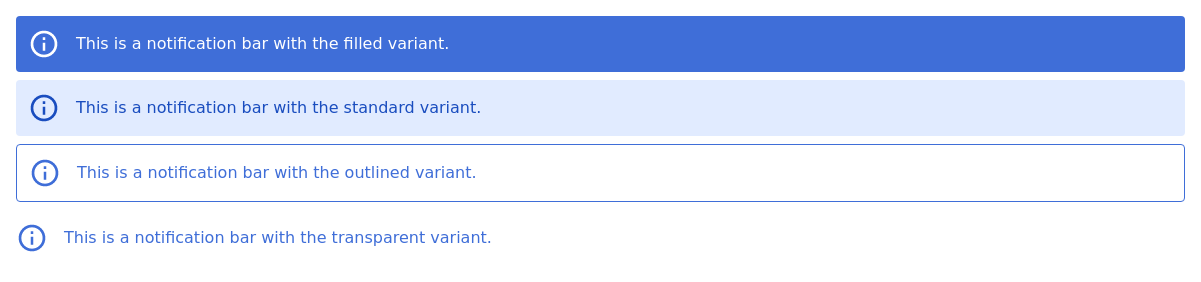 This is a notification bar with the filled variant.
This is a notification bar with the standard variant.
This is a notification bar with the outlined variant.
This is a notification bar with the transparent variant.